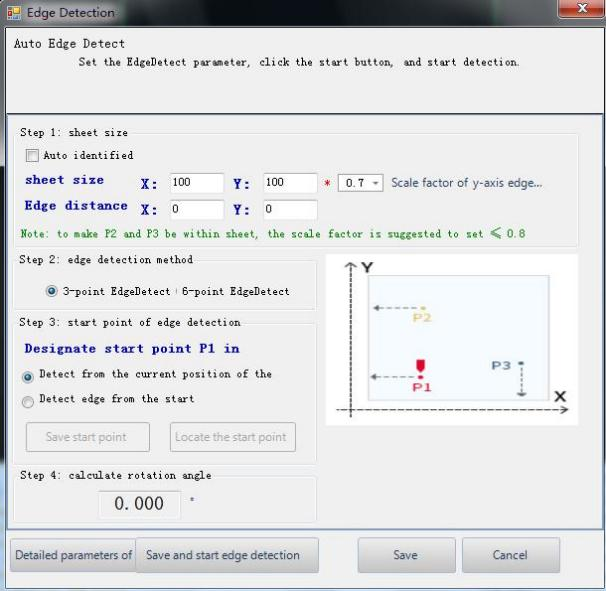 Edge Detection
Auto Edge Detect
Set the EdgeDetect parameter, click the start button, and start detection.
Step 1: sheet size
Auto identified
sheet size X: 100 Y: 100 * 0.7 Scale factor of y-axis edge...
Edge distance X: 0 Y: 0
Note: to make P2 and P3 be within sheet, the scale factor is suggested to set ≤ 0.8
Step 2: edge detection method
3-point EdgeDetect 6-point EdgeDetect
Step 3: start point of edge detection
Designate start point P1 in
Detect from the current position of the
Detect edge from the start
Save start point Locate the start point
Step 4: calculate rotation angle
0.000 °
Y
P2
P3
P1
X
Detailed parameters of Save and start edge detection Save Cancel